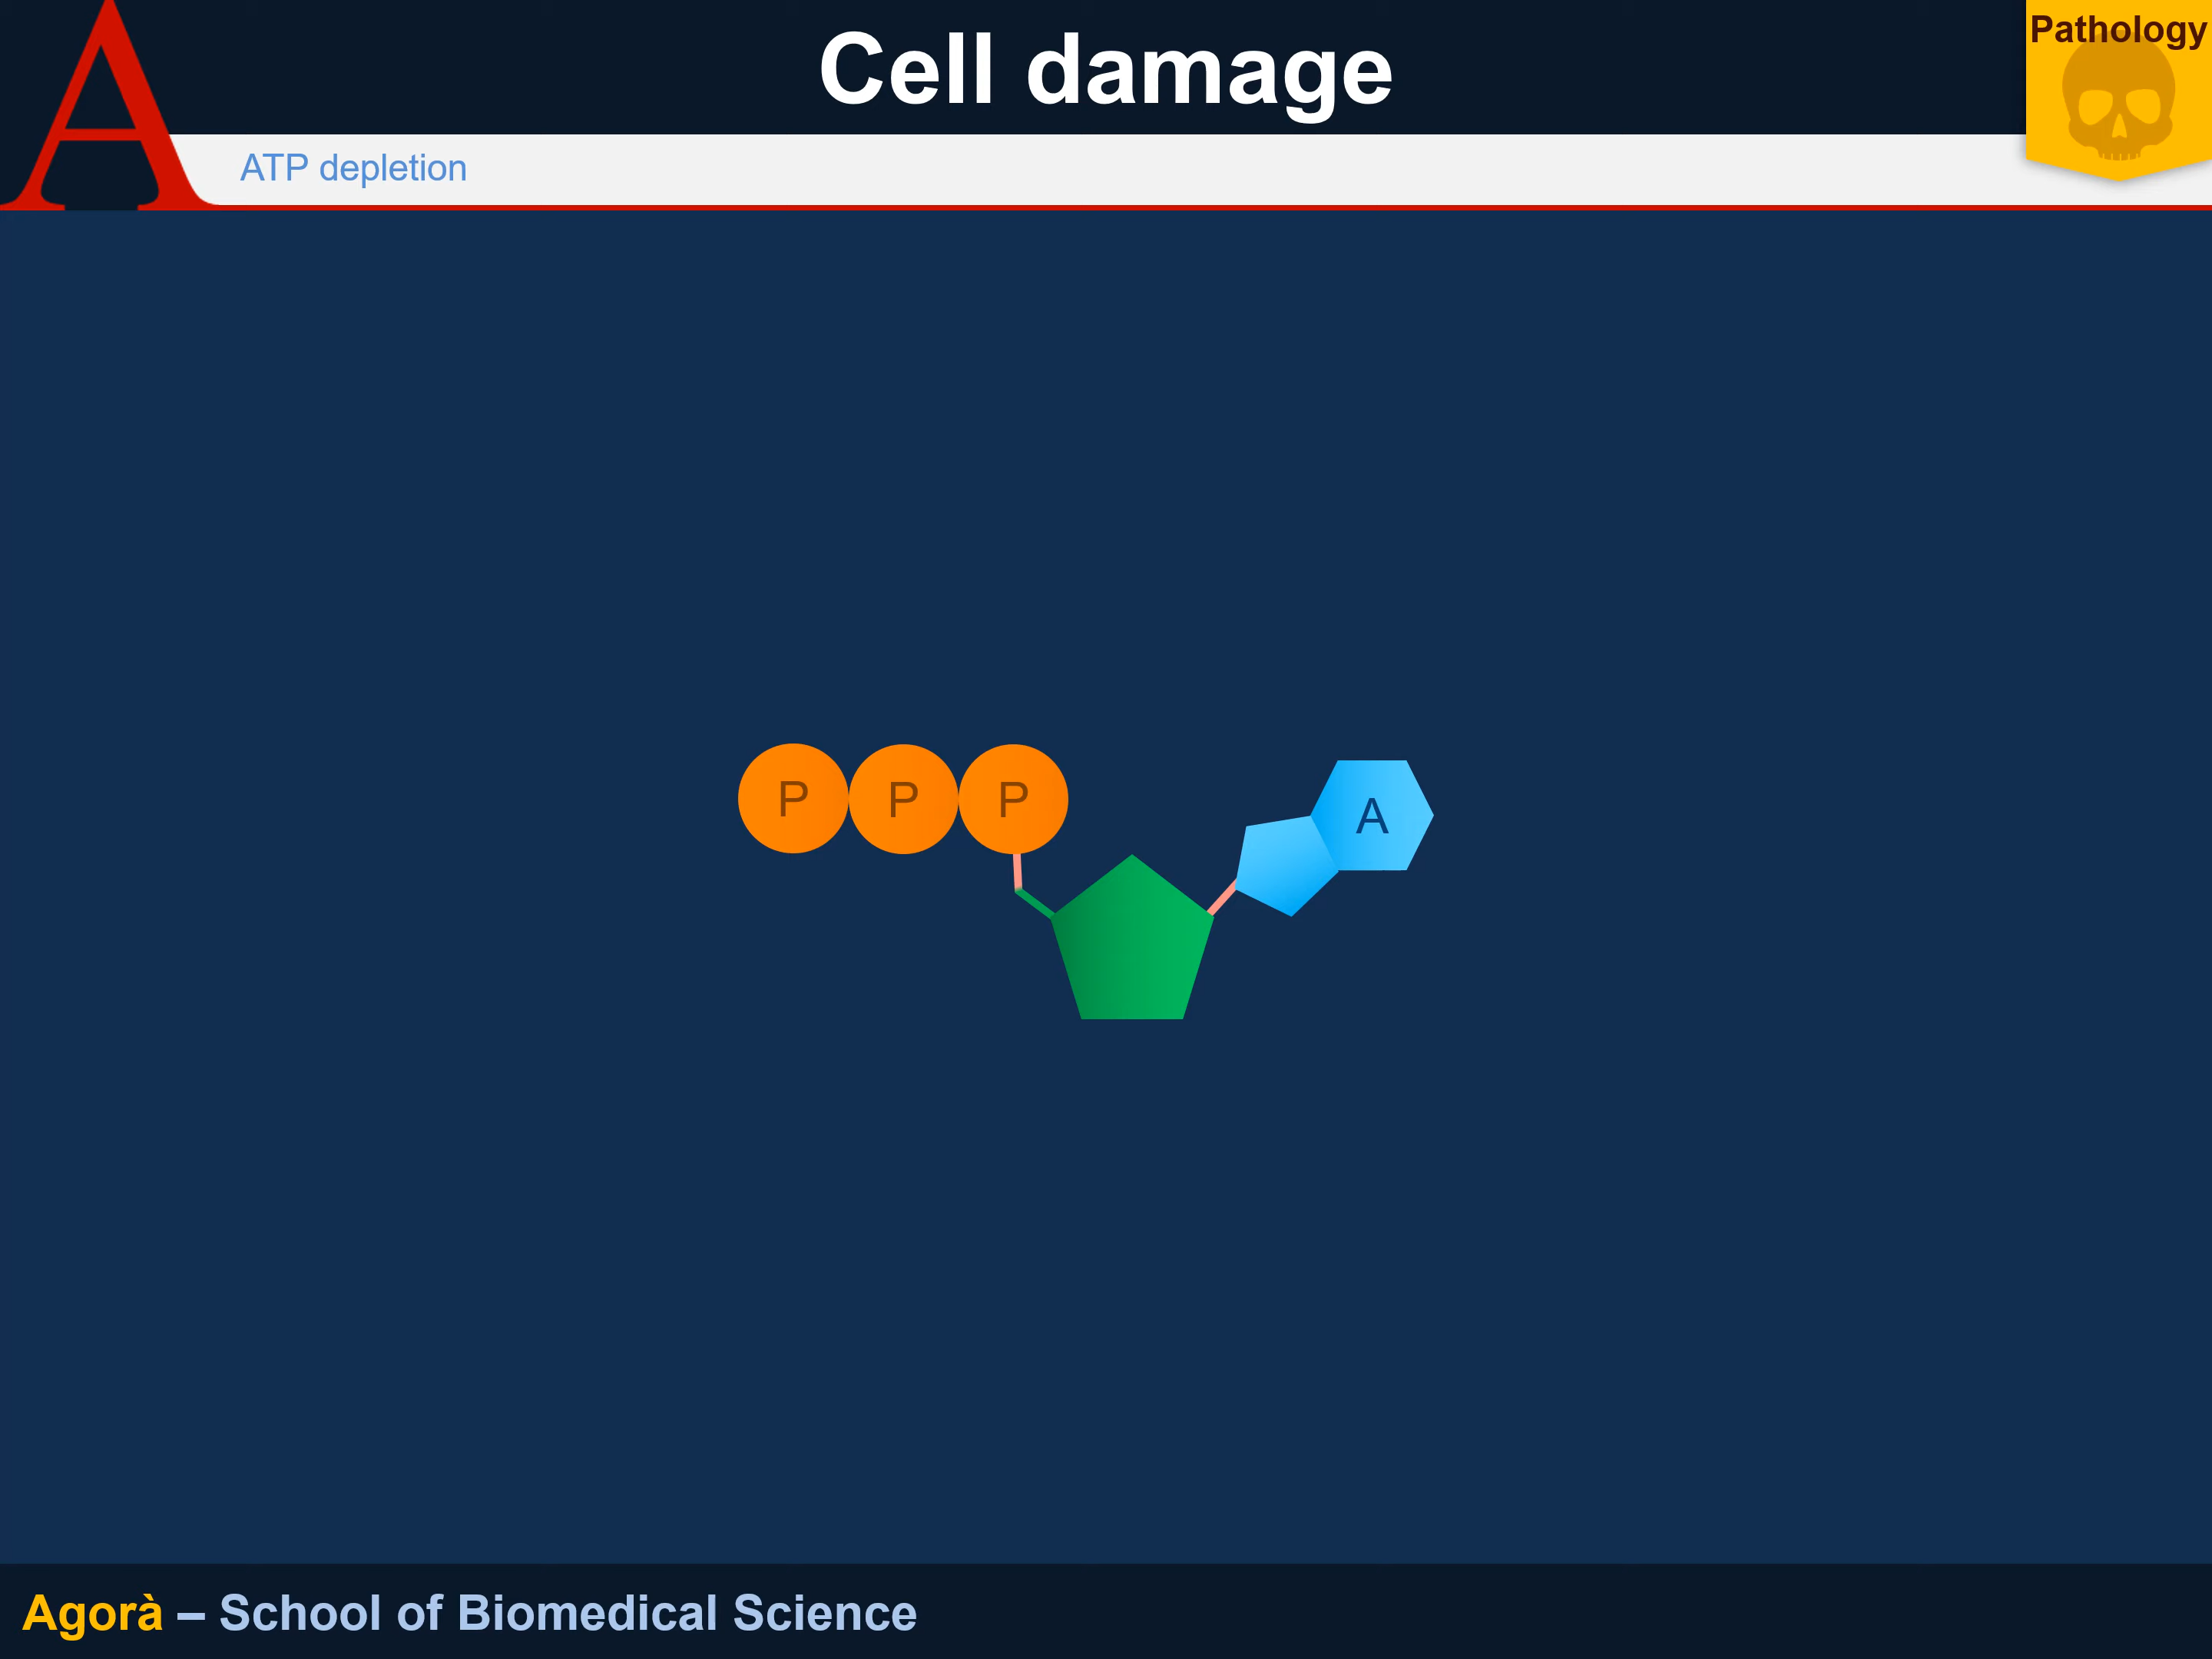 A
Cell damage
Pathology
ATP depletion
P P P A
Agorà – School of Biomedical Science